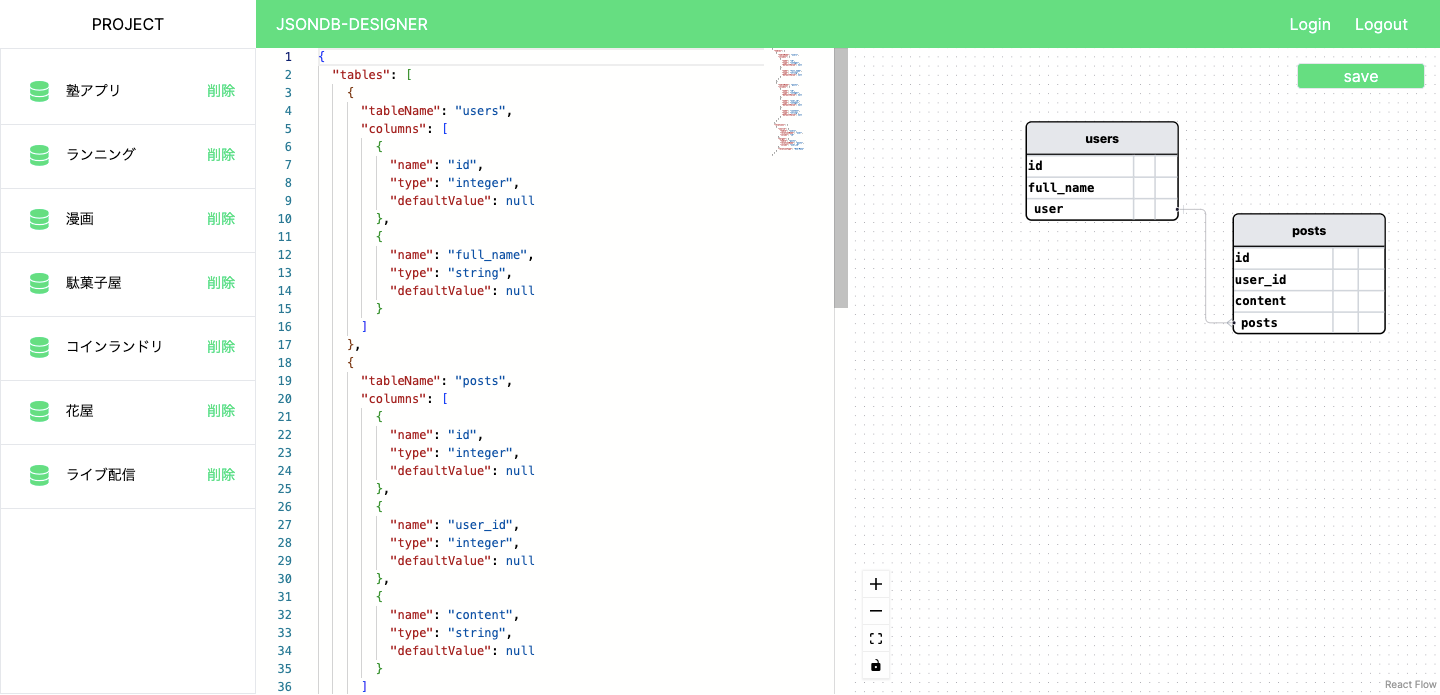 PROJECT
JSONDB-DESIGNER
Login
Logout
塾アプリ
削除
ランニング
削除
漫画
削除
駄菓子屋
削除
コインランドリ
削除
花屋
削除
ライブ配信
削除
1 {
2 "tables": [
3 {
4 "tableName": "users",
5 "columns": [
6 {
7 "name": "id",
8 "type": "integer",
9 "defaultValue": null
10 },
11 {
12 "name": "full_name",
13 "type": "string",
14 "defaultValue": null
15 }
16 ]
17 },
18 {
19 "tableName": "posts",
20 "columns": [
21 {
22 "name": "id",
23 "type": "integer",
24 "defaultValue": null
25 },
26 {
27 "name": "user_id",
28 "type": "integer",
29 "defaultValue": null
30 },
31 {
32 "name": "content",
33 "type": "string",
34 "defaultValue": null
35 }
36 ]
save
users
id
full_name
user
posts
id
user_id
content
posts
React Flow